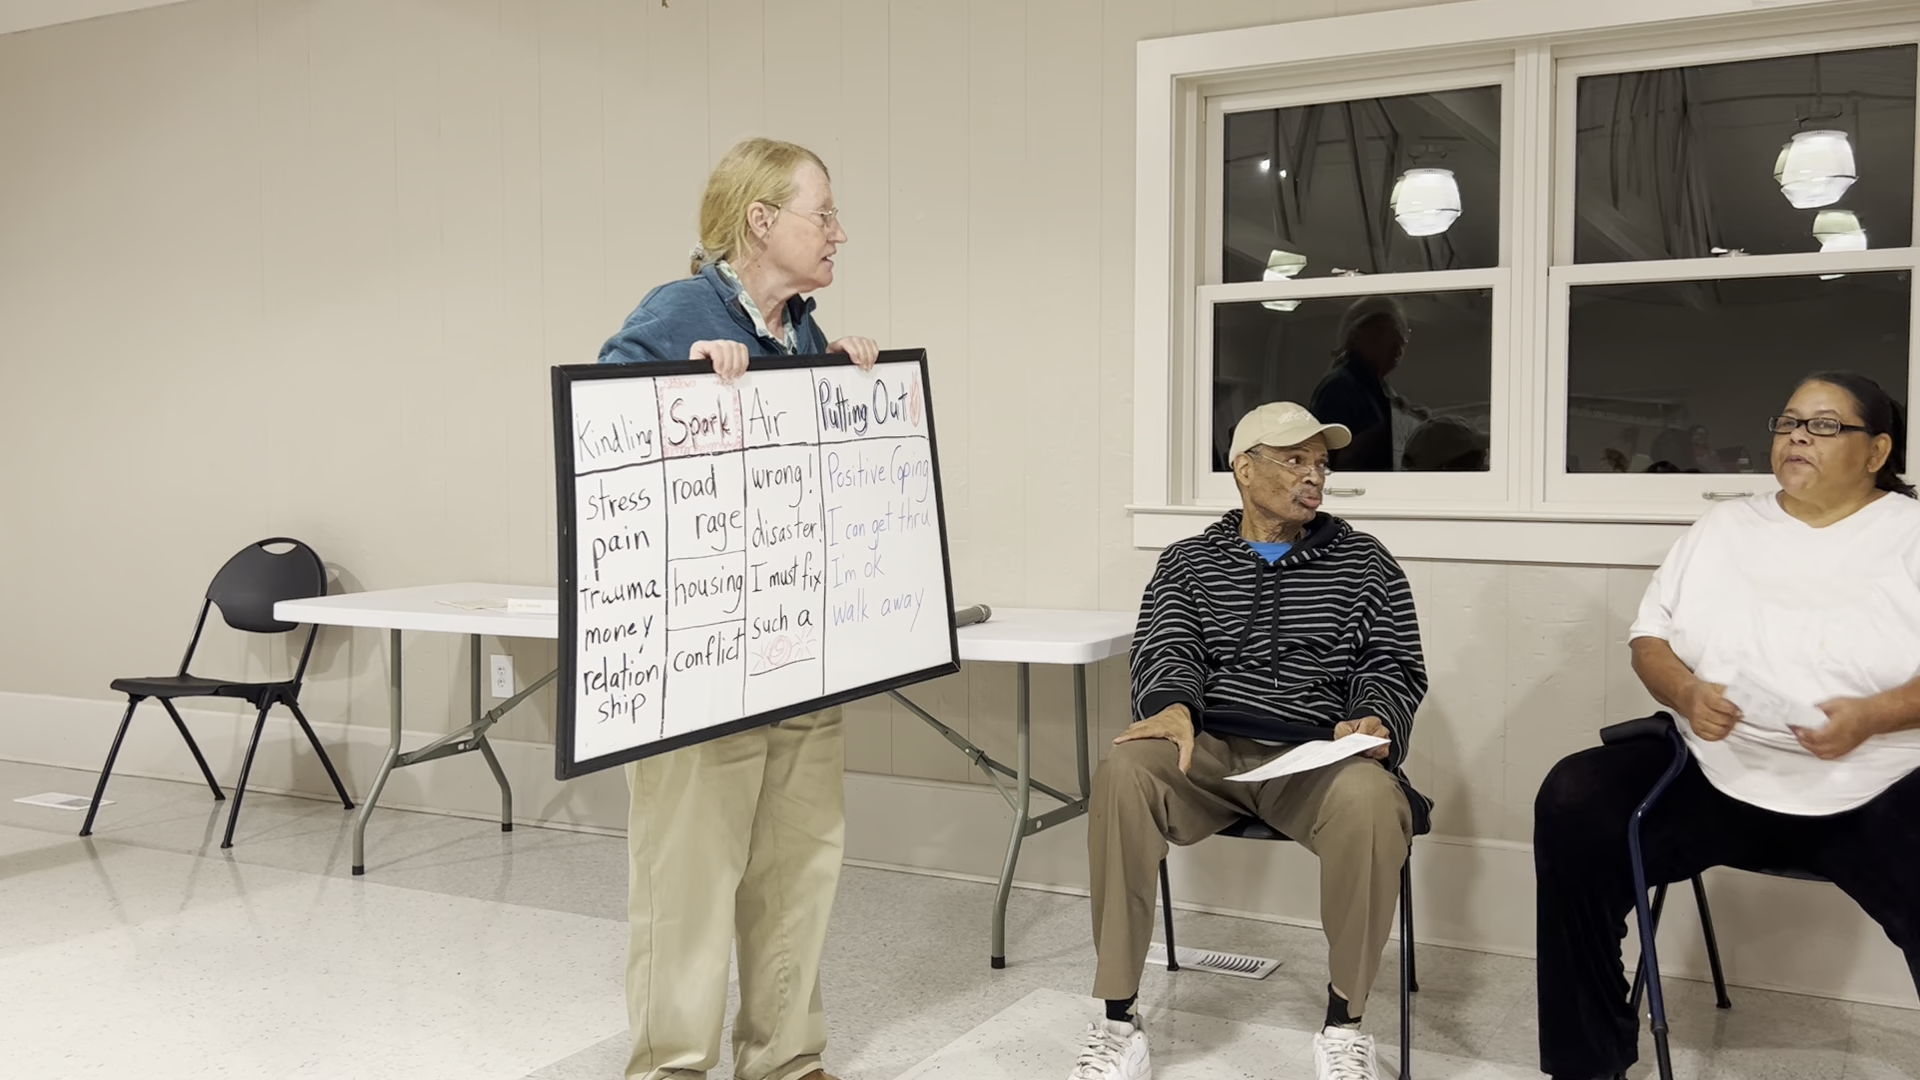 Kindling
Spark
Air
Putting Out
stress
pain
trauma
money
relation
ship
road
rage
housing
conflict
wrong!
disaster!
I must fix
such a
Positive Coping
I can get thru
I'm ok
walk away